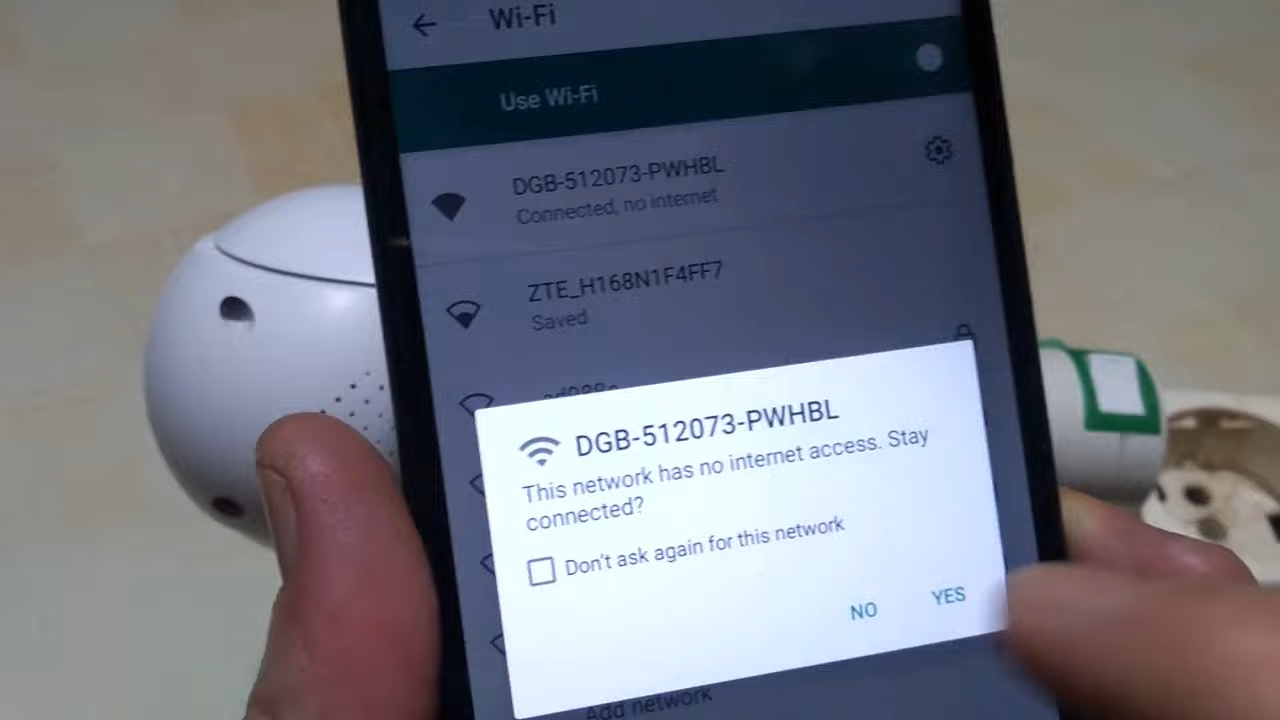 Wi-Fi
Use Wi-Fi
DGB-512073-PWHBL
Connected, no internet
ZTE_H168N1F4FF7
Saved
DGB-512073-PWHBL
This network has no internet access. Stay
connected?
Don't ask again for this network
NO
YES
Add network